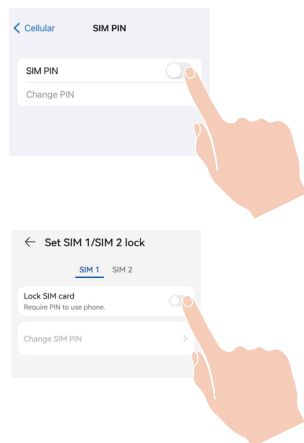 Cellular SIM PIN
SIM PIN
Change PIN
Set SIM 1/SIM 2 lock
SIM 1 SIM 2
Lock SIM card
Require PIN to use phone.
Change SIM PIN